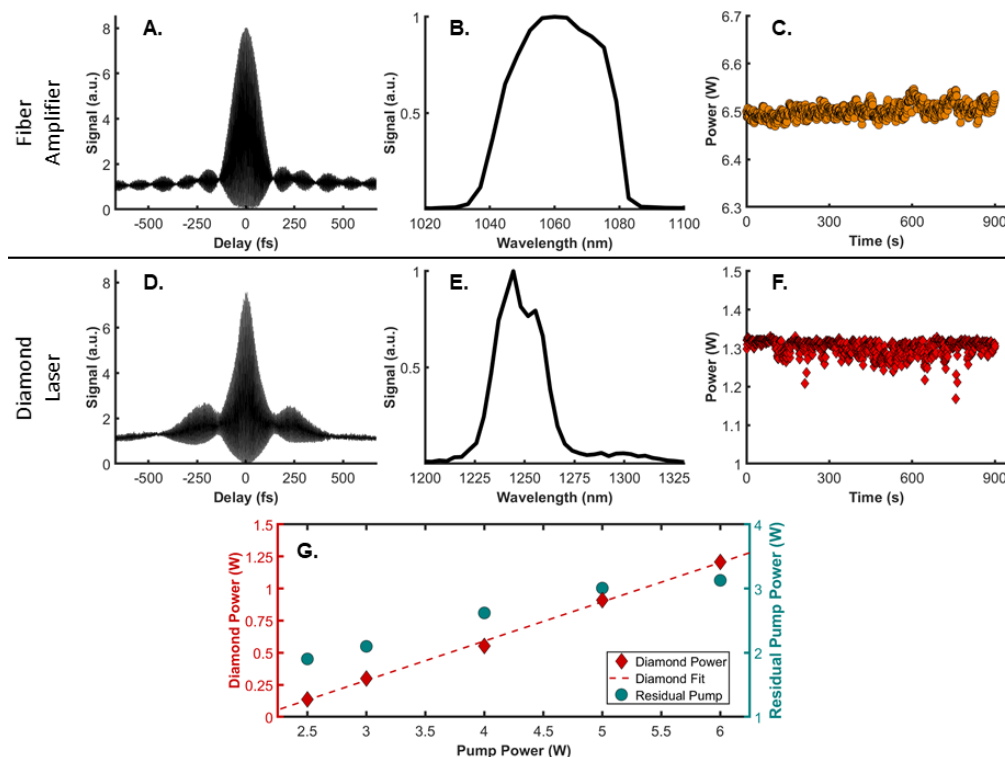 Fiber
Amplifier
A.
8
6
4
2
0
Signal (a.u.)
-500 -250 0 250 500
Delay (fs)
B.
1
0.5
Signal (a.u.)
1020 1040 1060 1080 1100
Wavelength (nm)
C.
6.7
6.6
6.5
6.4
6.3
Power (W)
0 300 600 900
Time (s)
Diamond
Laser
D.
8
6
4
2
0
Signal (a.u.)
-500 -250 0 250 500
Delay (fs)
E.
1
0.5
Signal (a.u.)
1200 1225 1250 1275 1300 1325
Wavelength (nm)
F.
1.5
1.4
1.3
1.2
1.1
1
Power (W)
0 300 600 900
Time (s)
G.
1.5
1.25
1
0.75
0.5
0.25
0
Diamond Power (W)
4
3
2
1
Residual Pump Power (W)
Diamond Power
Diamond Fit
Residual Pump
2.5 3 3.5 4 4.5 5 5.5 6
Pump Power (W)